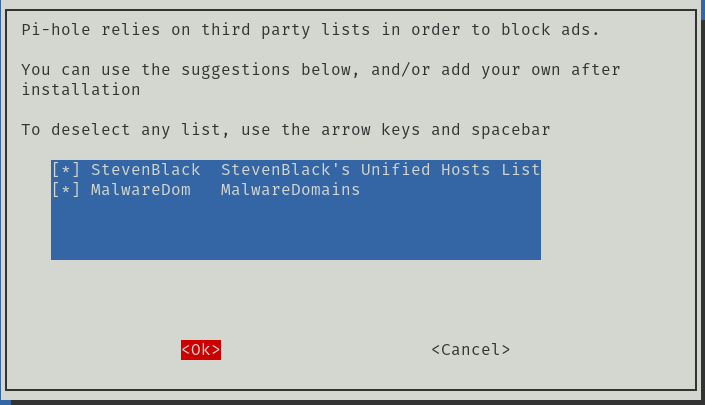 Pi-hole relies on third party lists in order to block ads.
You can use the suggestions below, and/or add your own after
installation
To deselect any list, use the arrow keys and spacebar
[*] StevenBlack  StevenBlack's Unified Hosts List
[*] MalwareDom   MalwareDomains
<Ok> <Cancel>